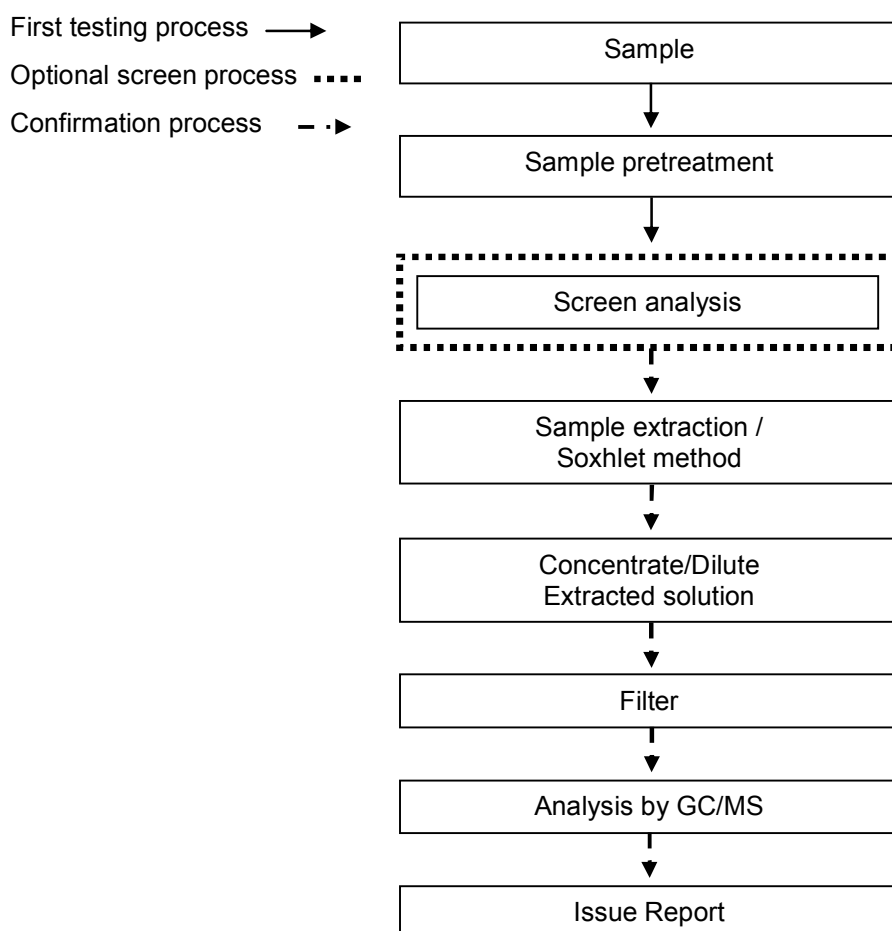 First testing process
Optional screen process
Confirmation process
Sample
Sample pretreatment
Screen analysis
Sample extraction /
Soxhlet method
Concentrate/Dilute
Extracted solution
Filter
Analysis by GC/MS
Issue Report